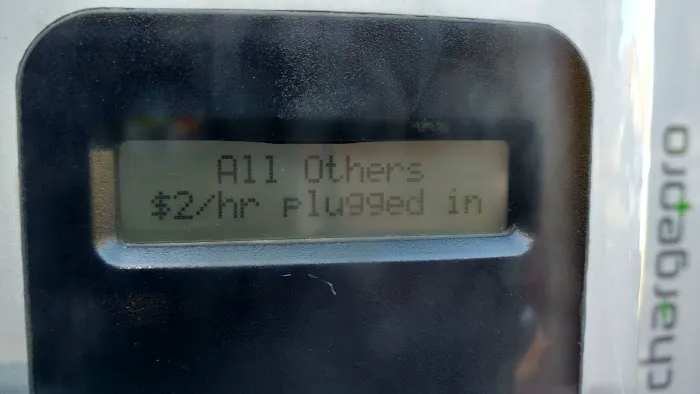 All Others
$2/hr plugged in
chargepro